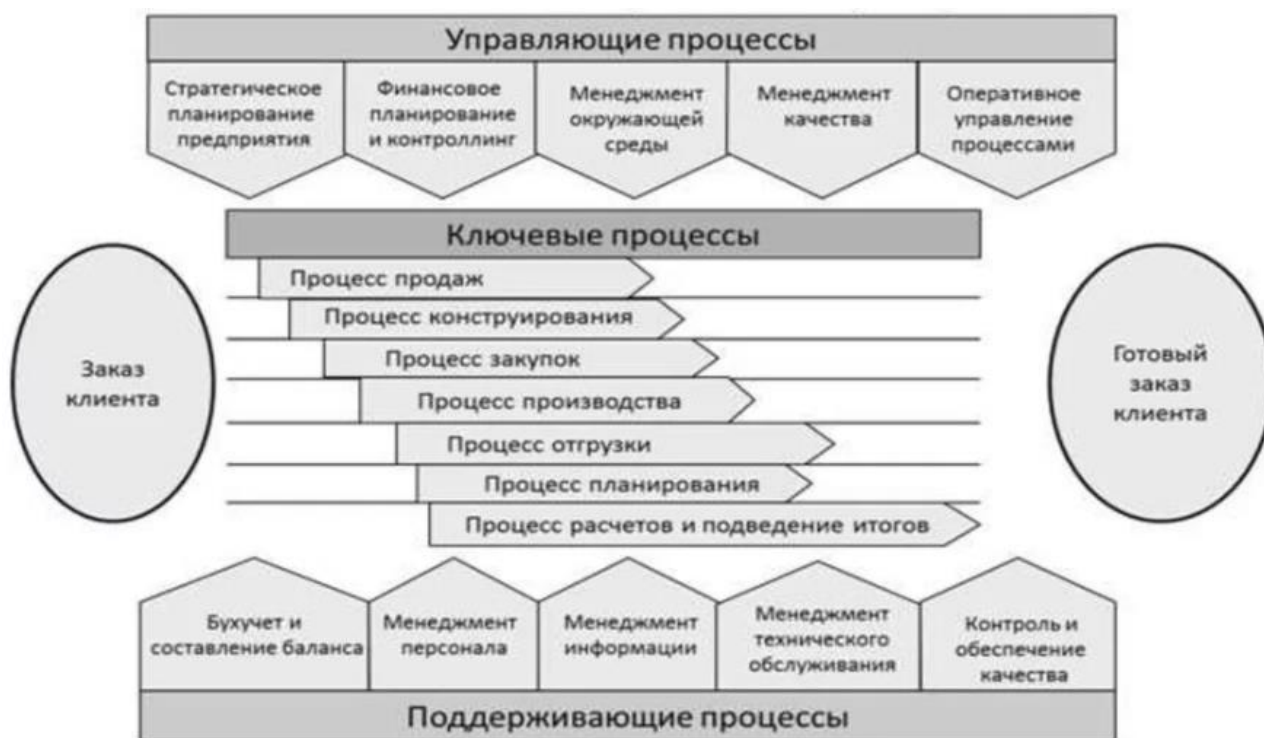 Управляющие процессы
Стратегическое
планирование
предприятия
Финансовое
планирование
и контроллинг
Менеджмент
окружающей
среды
Менеджмент
качества
Оперативное
управление
процессами
Ключевые процессы
Процесс продаж
Процесс конструирования
Процесс закупок
Процесс производства
Процесс отгрузки
Процесс планирования
Процесс расчетов и подведение итогов
Заказ
клиента
Готовый
заказ
клиента
Бухучет и
составление баланса
Менеджмент
персонала
Менеджмент
информации
Менеджмент
технического
обслуживания
Контроль и
обеспечение
качества
Поддерживающие процессы